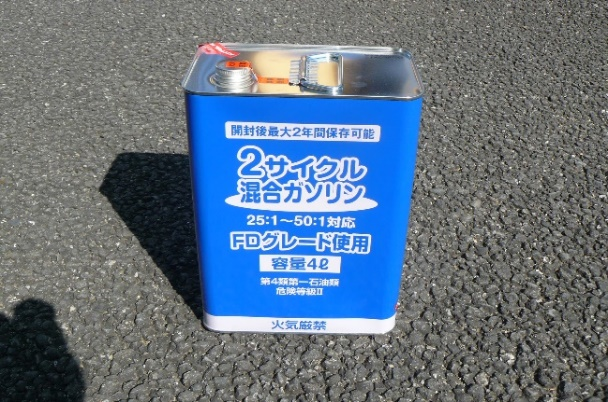 開封後最大2年間保存可能
2サイクル
混合ガソリン
25:1～50:1対応
FDグレード使用
容量4ℓ
第4類第一石油類
危険等級Ⅱ
火気厳禁